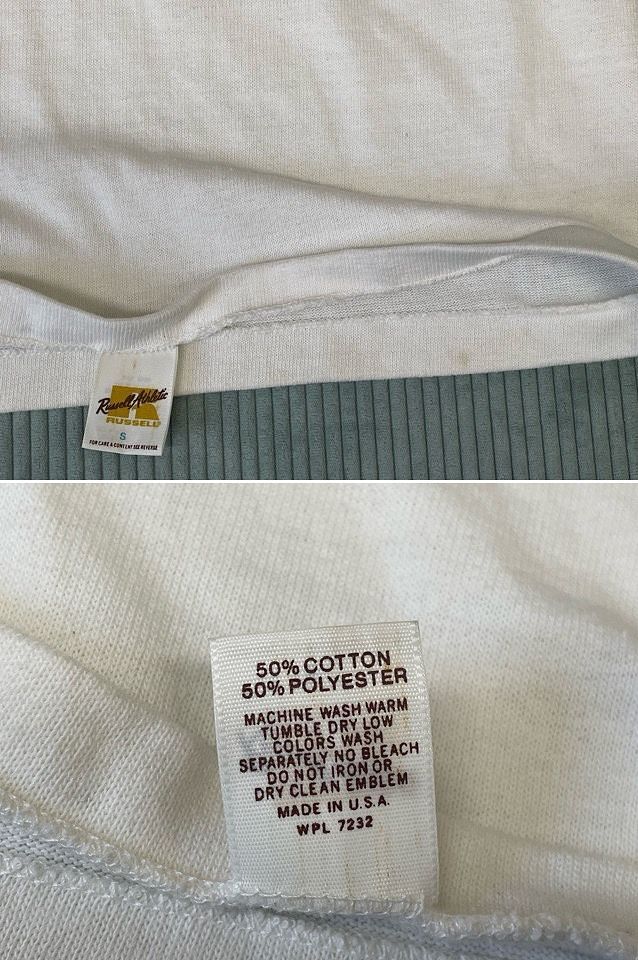 Russell Athletic
RUSSELL
S
FOR CARE & CONTENT SEE REVERSE
50% COTTON
50% POLYESTER
MACHINE WASH WARM
TUMBLE DRY LOW
COLORS WASH
SEPARATELY NO BLEACH
DO NOT IRON OR
DRY CLEAN EMBLEM
MADE IN U.S.A.
WPL 7232